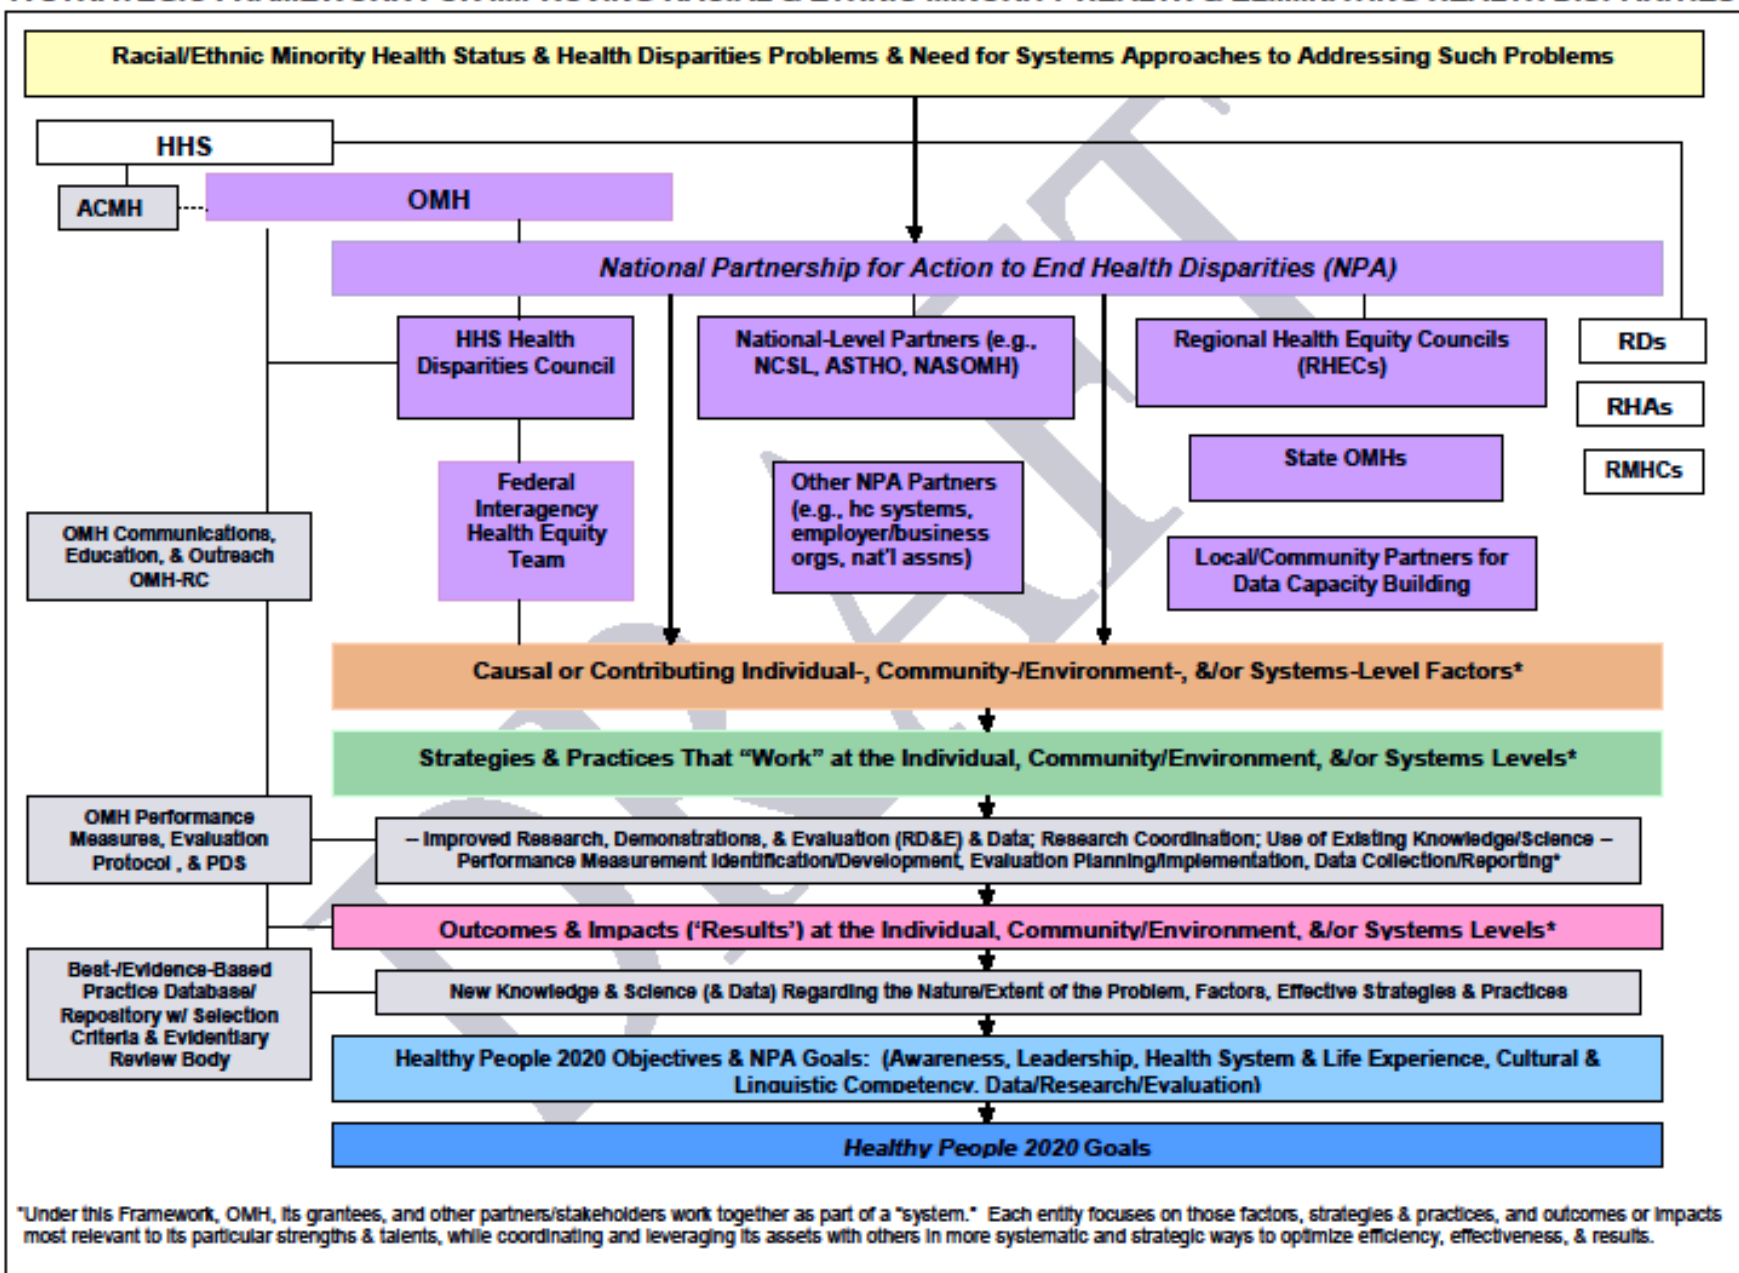 A STRATEGIC FRAMEWORK FOR IMPROVING RACIAL & ETHNIC MINORITY HEALTH & ELIMINATING HEALTH DISPARITIES
Racial/Ethnic Minority Health Status & Health Disparities Problems & Need for Systems Approaches to Addressing Such Problems
HHS
ACMH
OMH
National Partnership for Action to End Health Disparities (NPA)
HHS Health
Disparities Council
National-Level Partners (e.g.,
NCSL, ASTHO, NASOMH)
Regional Health Equity Councils
(RHECs)
RDs
RHAs
RMHCs
Federal
Interagency
Health Equity
Team
Other NPA Partners
(e.g., hc systems,
employer/business
orgs, nat'l assns)
State OMHs
Local/Community Partners for
Data Capacity Building
OMH Communications,
Education, & Outreach
OMH-RC
Causal or Contributing Individual-, Community-/Environment-, &/or Systems-Level Factors*
Strategies & Practices That “Work” at the Individual, Community/Environment, &/or Systems Levels*
OMH Performance
Measures, Evaluation
Protocol , & PDS
– Improved Research, Demonstrations, & Evaluation (RD&E) & Data; Research Coordination; Use of Existing Knowledge/Science –
Performance Measurement Identification/Development, Evaluation Planning/Implementation, Data Collection/Reporting*
Outcomes & Impacts (‘Results’) at the Individual, Community/Environment, &/or Systems Levels*
Best-/Evidence-Based
Practice Database/
Repository w/ Selection
Criteria & Evidentiary
Review Body
New Knowledge & Science (& Data) Regarding the Nature/Extent of the Problem, Factors, Effective Strategies & Practices
Healthy People 2020 Objectives & NPA Goals: (Awareness, Leadership, Health System & Life Experience, Cultural &
Linguistic Competency, Data/Research/Evaluation)
Healthy People 2020 Goals
*Under this Framework, OMH, its grantees, and other partners/stakeholders work together as part of a "system." Each entity focuses on those factors, strategies & practices, and outcomes or impacts
most relevant to its particular strengths & talents, while coordinating and leveraging its assets with others in more systematic and strategic ways to optimize efficiency, effectiveness, & results.
DRAFT